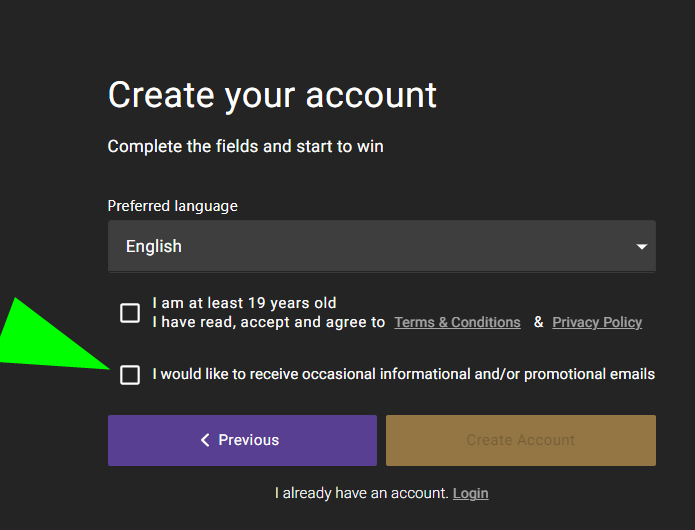 Create your account
Complete the fields and start to win
Preferred language
English
I am at least 19 years old
I have read, accept and agree to Terms & Conditions & Privacy Policy
I would like to receive occasional informational and/or promotional emails
Previous
Create Account
I already have an account. Login